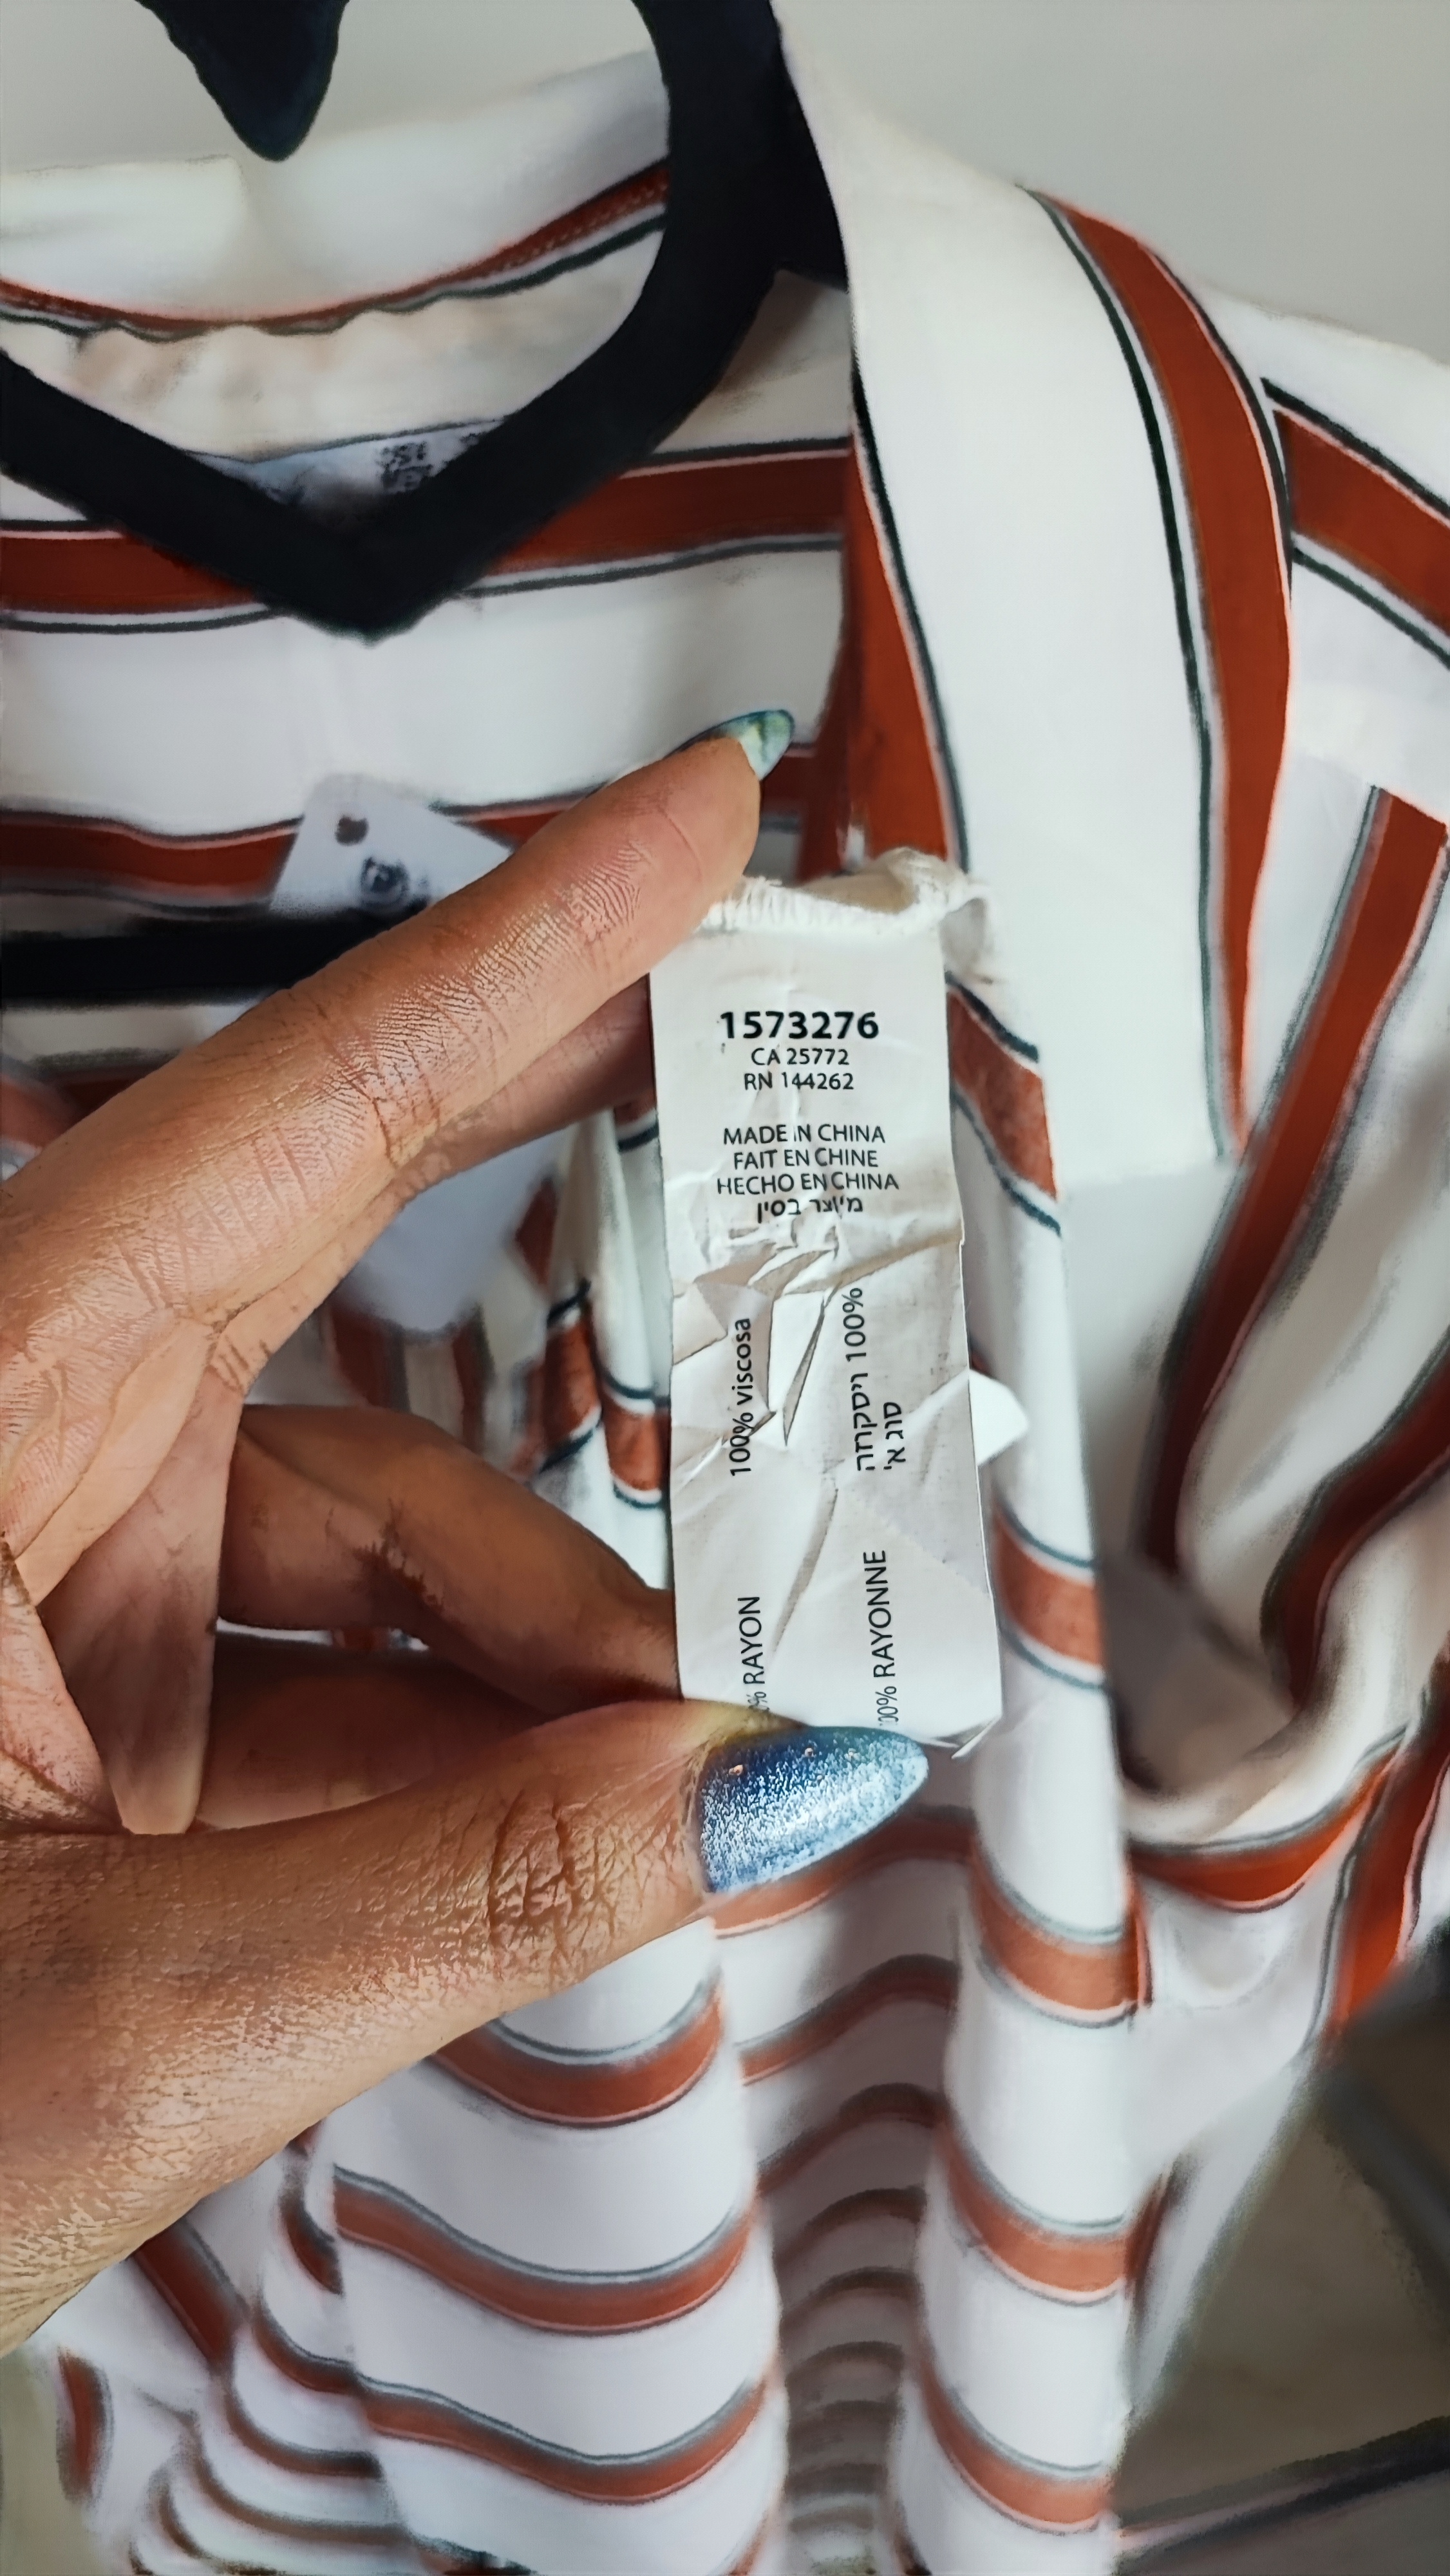 1573276
CA 25772
RN 144262
MADE IN CHINA
FAIT EN CHINE
HECHO EN CHINA
מיוצר בסין
100% viscosa
100% ויסקוזה
סוג א'
% RAYON
00% RAYONNE